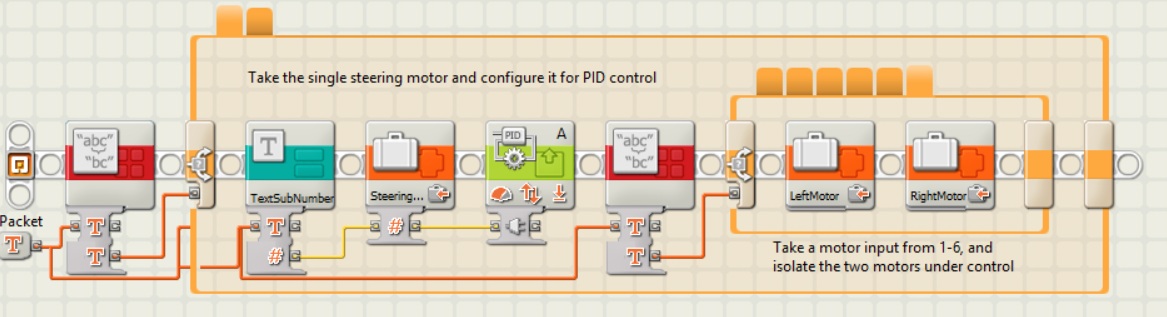 Take the single steering motor and configure it for PID control
"abc"
"bc"
T
TextSubNumber
Steering...
PID
A
"abc"
"bc"
LeftMotor
RightMotor
Packet
T
T
T
T
#
#
T
T
Take a motor input from 1-6, and
isolate the two motors under control